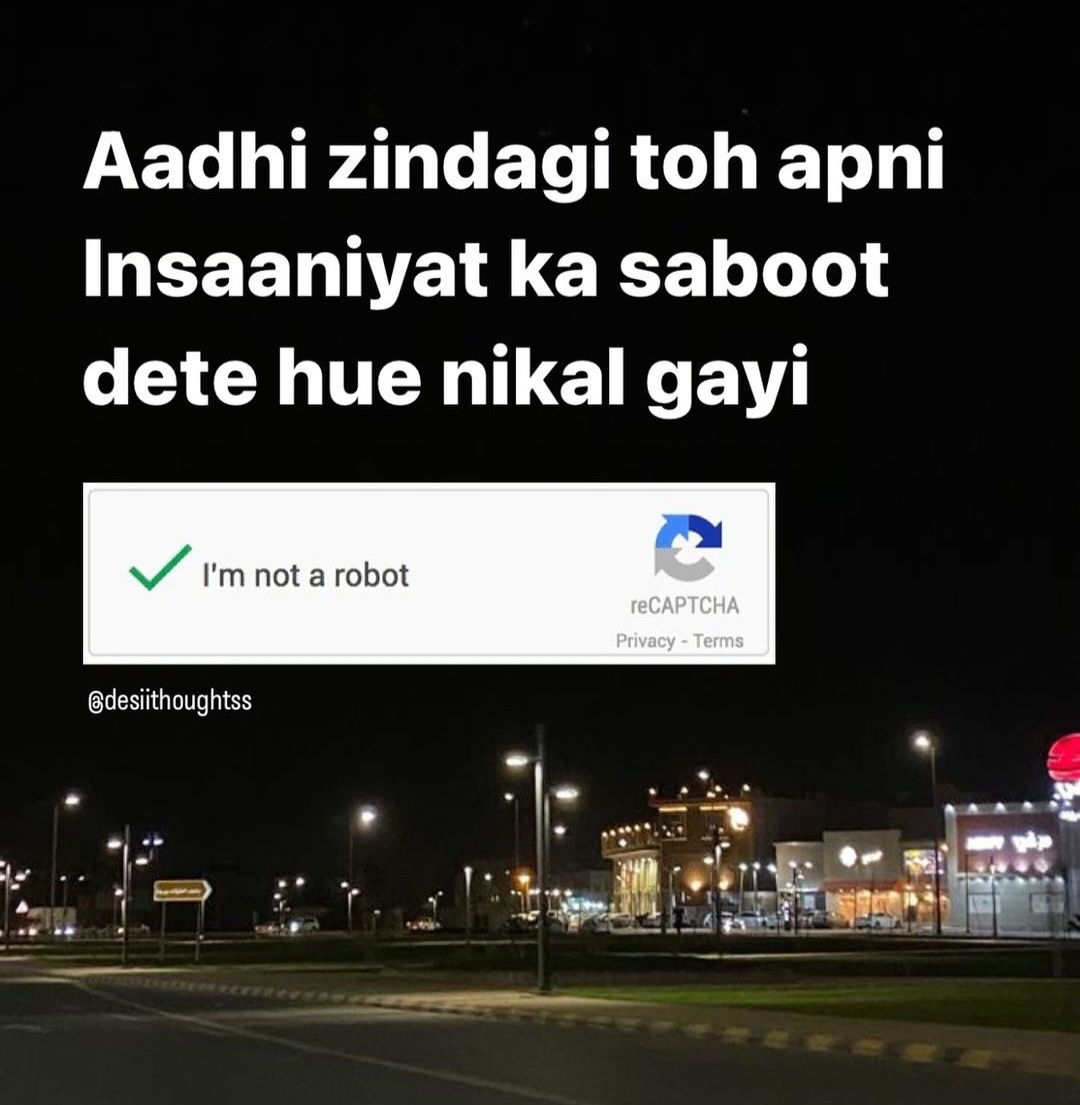 Aadhi zindagi toh apni
Insaaniyat ka saboot
dete hue nikal gayi
I'm not a robot
reCAPTCHA
Privacy - Terms
@desiithoughtss